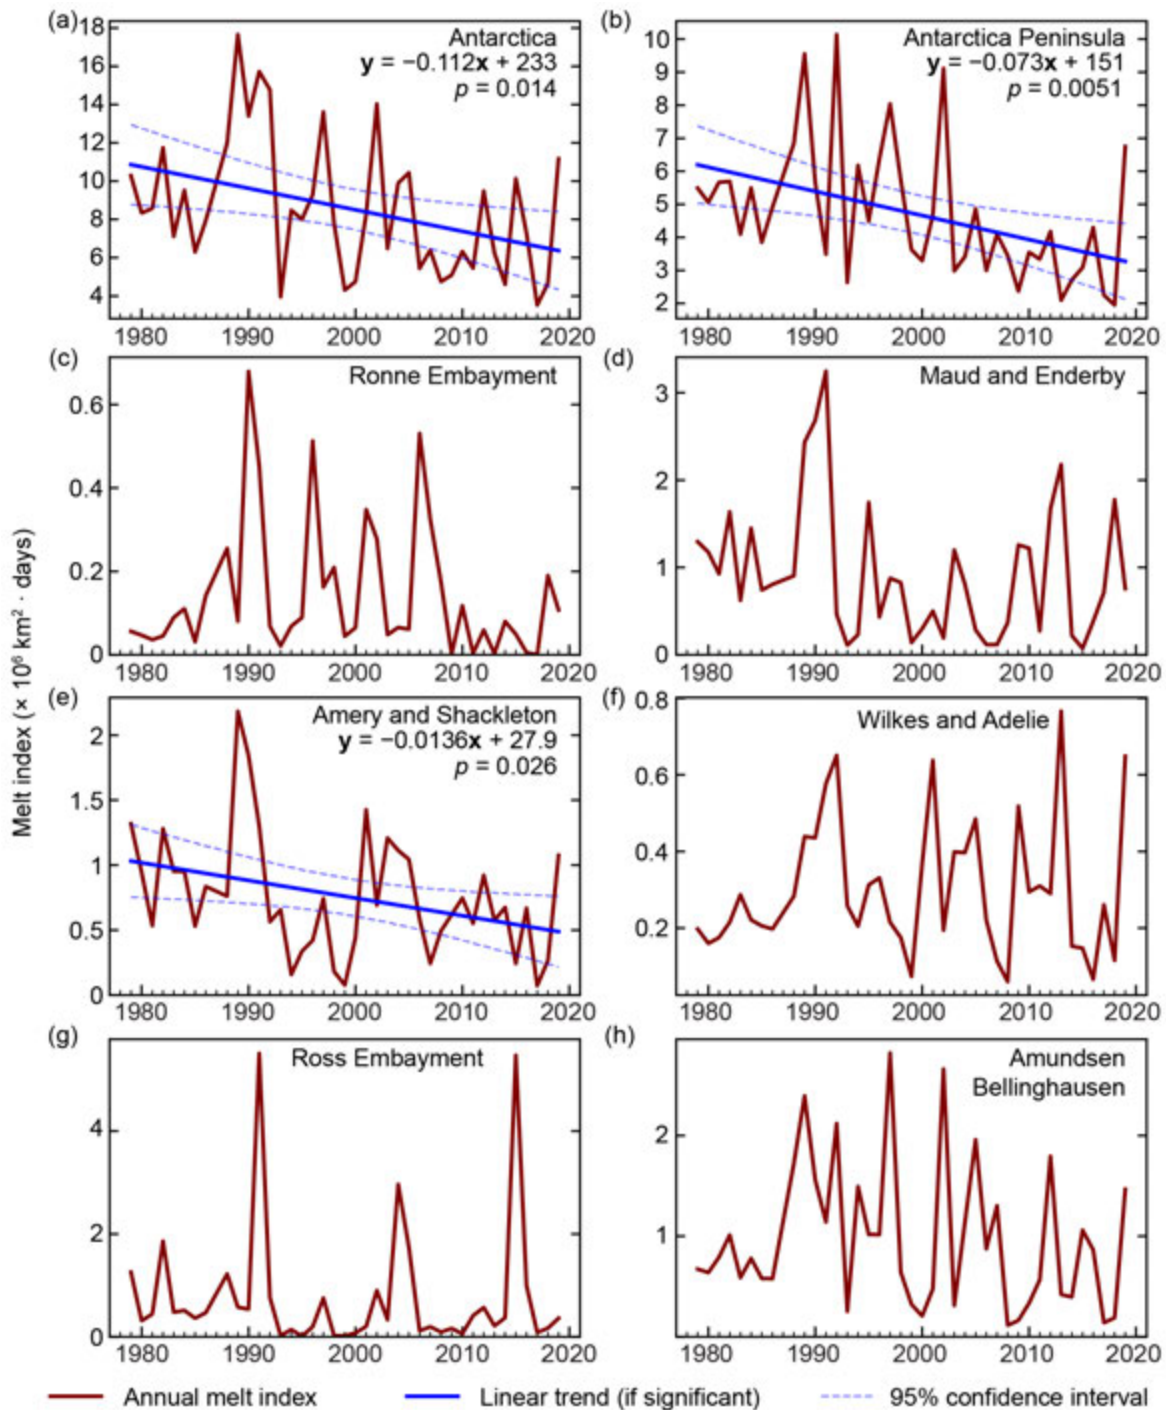 (a)
Antarctica
y = −0.112x + 233
p = 0.014
18
16
14
12
10
8
6
4
1980 1990 2000 2010 2020
(b)
Antarctica Peninsula
y = −0.073x + 151
p = 0.0051
10
9
8
7
6
5
4
3
2
1980 1990 2000 2010 2020
(c)
Ronne Embayment
0.6
0.4
0.2
0
1980 1990 2000 2010 2020
(d)
Maud and Enderby
3
2
1
0
1980 1990 2000 2010 2020
Melt index (× 10⁶ km² · days)
(e)
Amery and Shackleton
y = −0.0136x + 27.9
p = 0.026
2
1.5
1
0.5
0
1980 1990 2000 2010 2020
(f)
Wilkes and Adelie
0.8
0.6
0.4
0.2
1980 1990 2000 2010 2020
(g)
Ross Embayment
4
2
0
1980 1990 2000 2010 2020
(h)
Amundsen
Bellinghausen
2
1
1980 1990 2000 2010 2020
Annual melt index Linear trend (if significant) 95% confidence interval